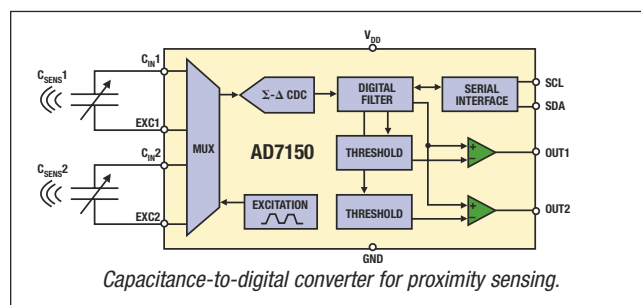 V_DD
C_IN1
C_SENS1
EXC1
C_IN2
C_SENS2
EXC2
MUX
Σ-Δ CDC
DIGITAL
FILTER
SERIAL
INTERFACE
SCL
SDA
AD7150
THRESHOLD
+
−
OUT1
EXCITATION
THRESHOLD
+
−
OUT2
GND
Capacitance-to-digital converter for proximity sensing.